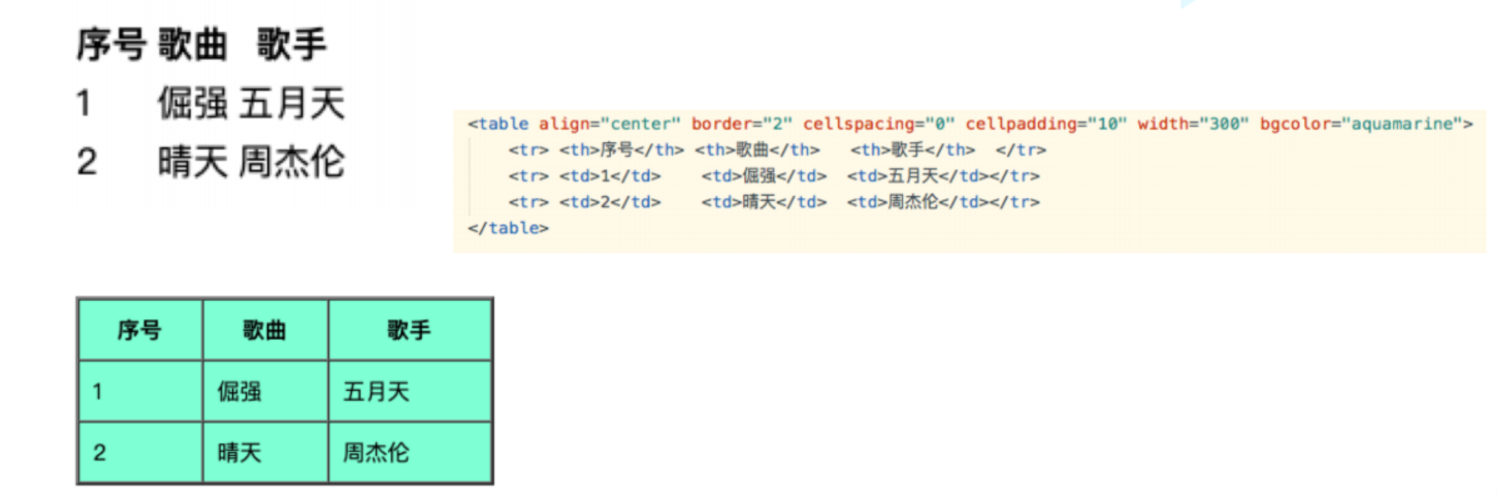 序号 歌曲 歌手
1 倔强 五月天
2 晴天 周杰伦
<table align="center" border="2" cellspacing="0" cellpadding="10" width="300" bgcolor="aquamarine">
<tr> <th>序号</th> <th>歌曲</th> <th>歌手</th> </tr>
<tr> <td>1</td> <td>倔强</td> <td>五月天</td></tr>
<tr> <td>2</td> <td>晴天</td> <td>周杰伦</td></tr>
</table>
序号 歌曲 歌手
1 倔强 五月天
2 晴天 周杰伦